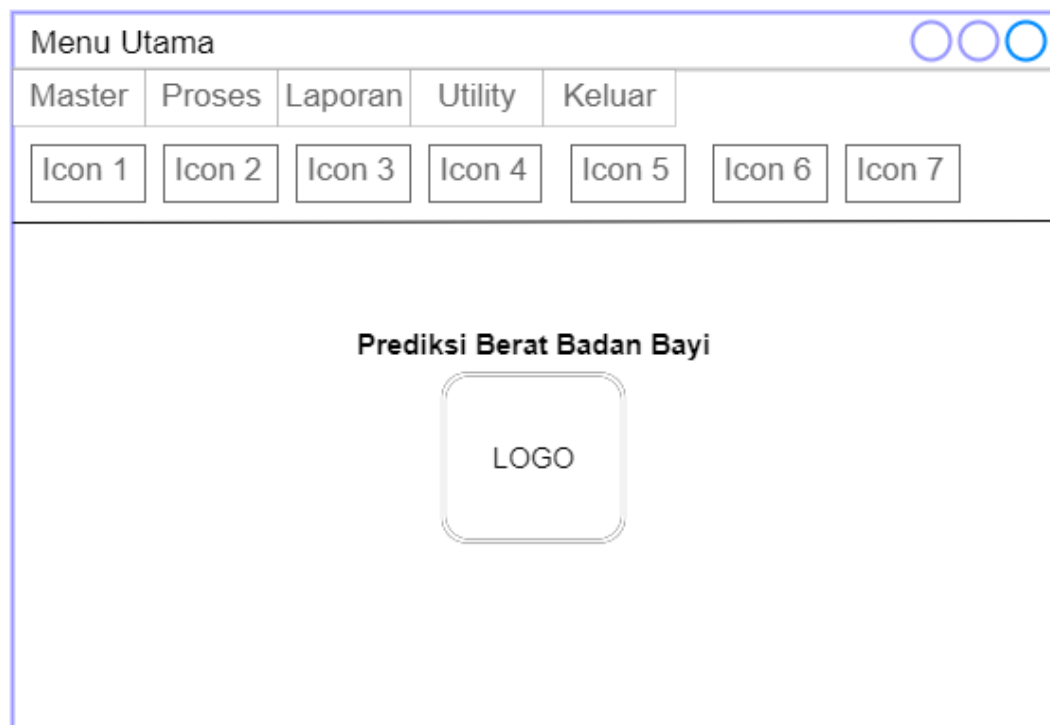 Menu Utama
Master Proses Laporan Utility Keluar
Icon 1 Icon 2 Icon 3 Icon 4 Icon 5 Icon 6 Icon 7
Prediksi Berat Badan Bayi
LOGO